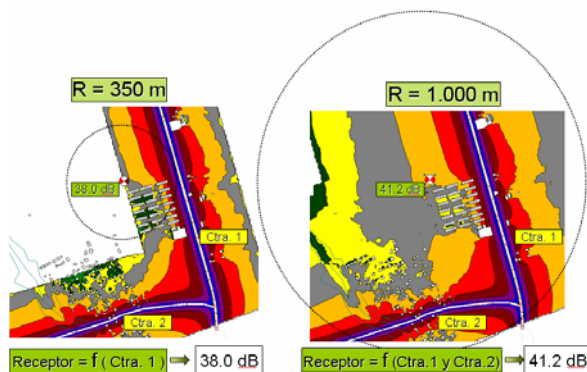 R = 350 m
38.0 dB
Ctra. 1
Ctra. 2
Receptor = f ( Ctra. 1 )
38.0 dB
R = 1.000 m
41.2 dB
Ctra. 1
Ctra. 2
Receptor = f (Ctra.1 y Ctra.2)
41.2 dB